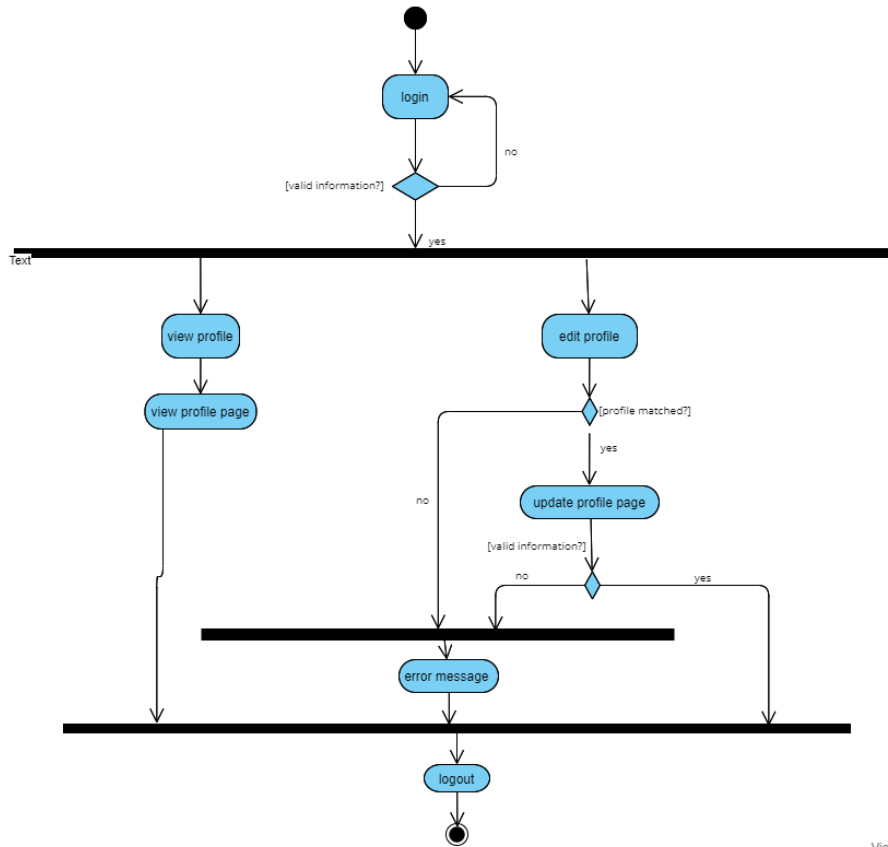 login
no
[valid information?]
yes
Text
view profile
edit profile
view profile page
[profile matched?]
yes
no
update profile page
[valid information?]
no
yes
error message
logout